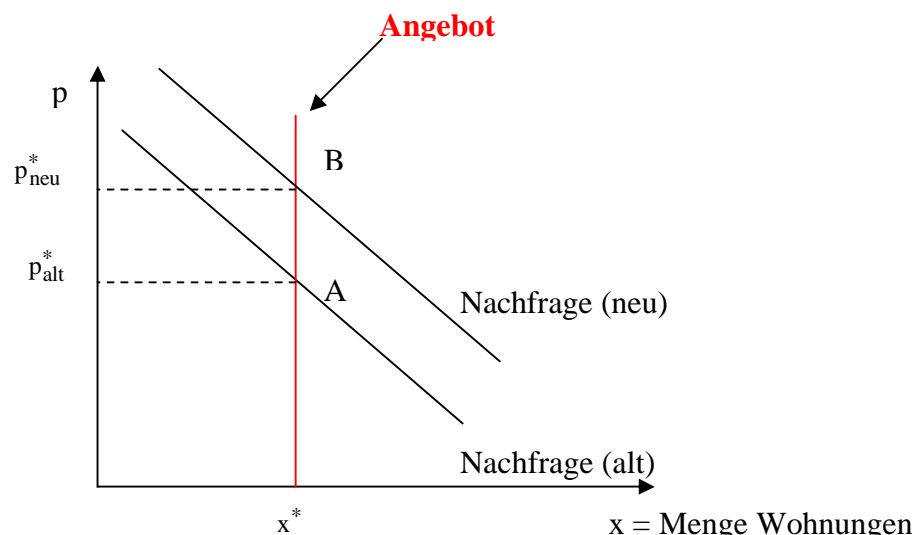 Angebot
p
B
p*neu
p*alt
A
Nachfrage (neu)
Nachfrage (alt)
x*
x = Menge Wohnungen